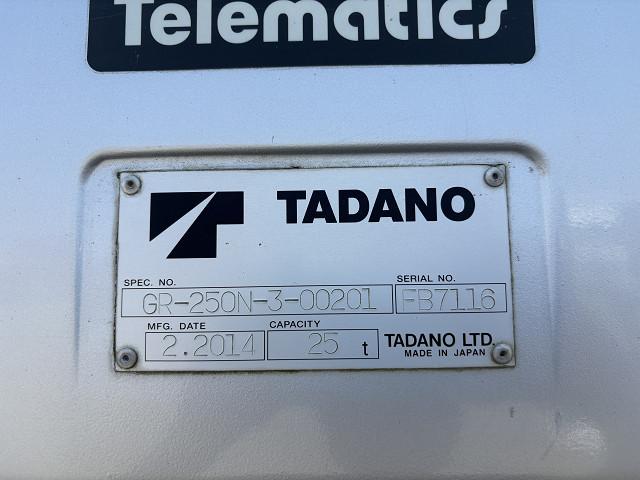 Telematics
TADANO
SPEC. NO. SERIAL NO.
GR-250N-3-00201 FB7116
MFG. DATE CAPACITY
2.2014 25 t TADANO LTD.
MADE IN JAPAN